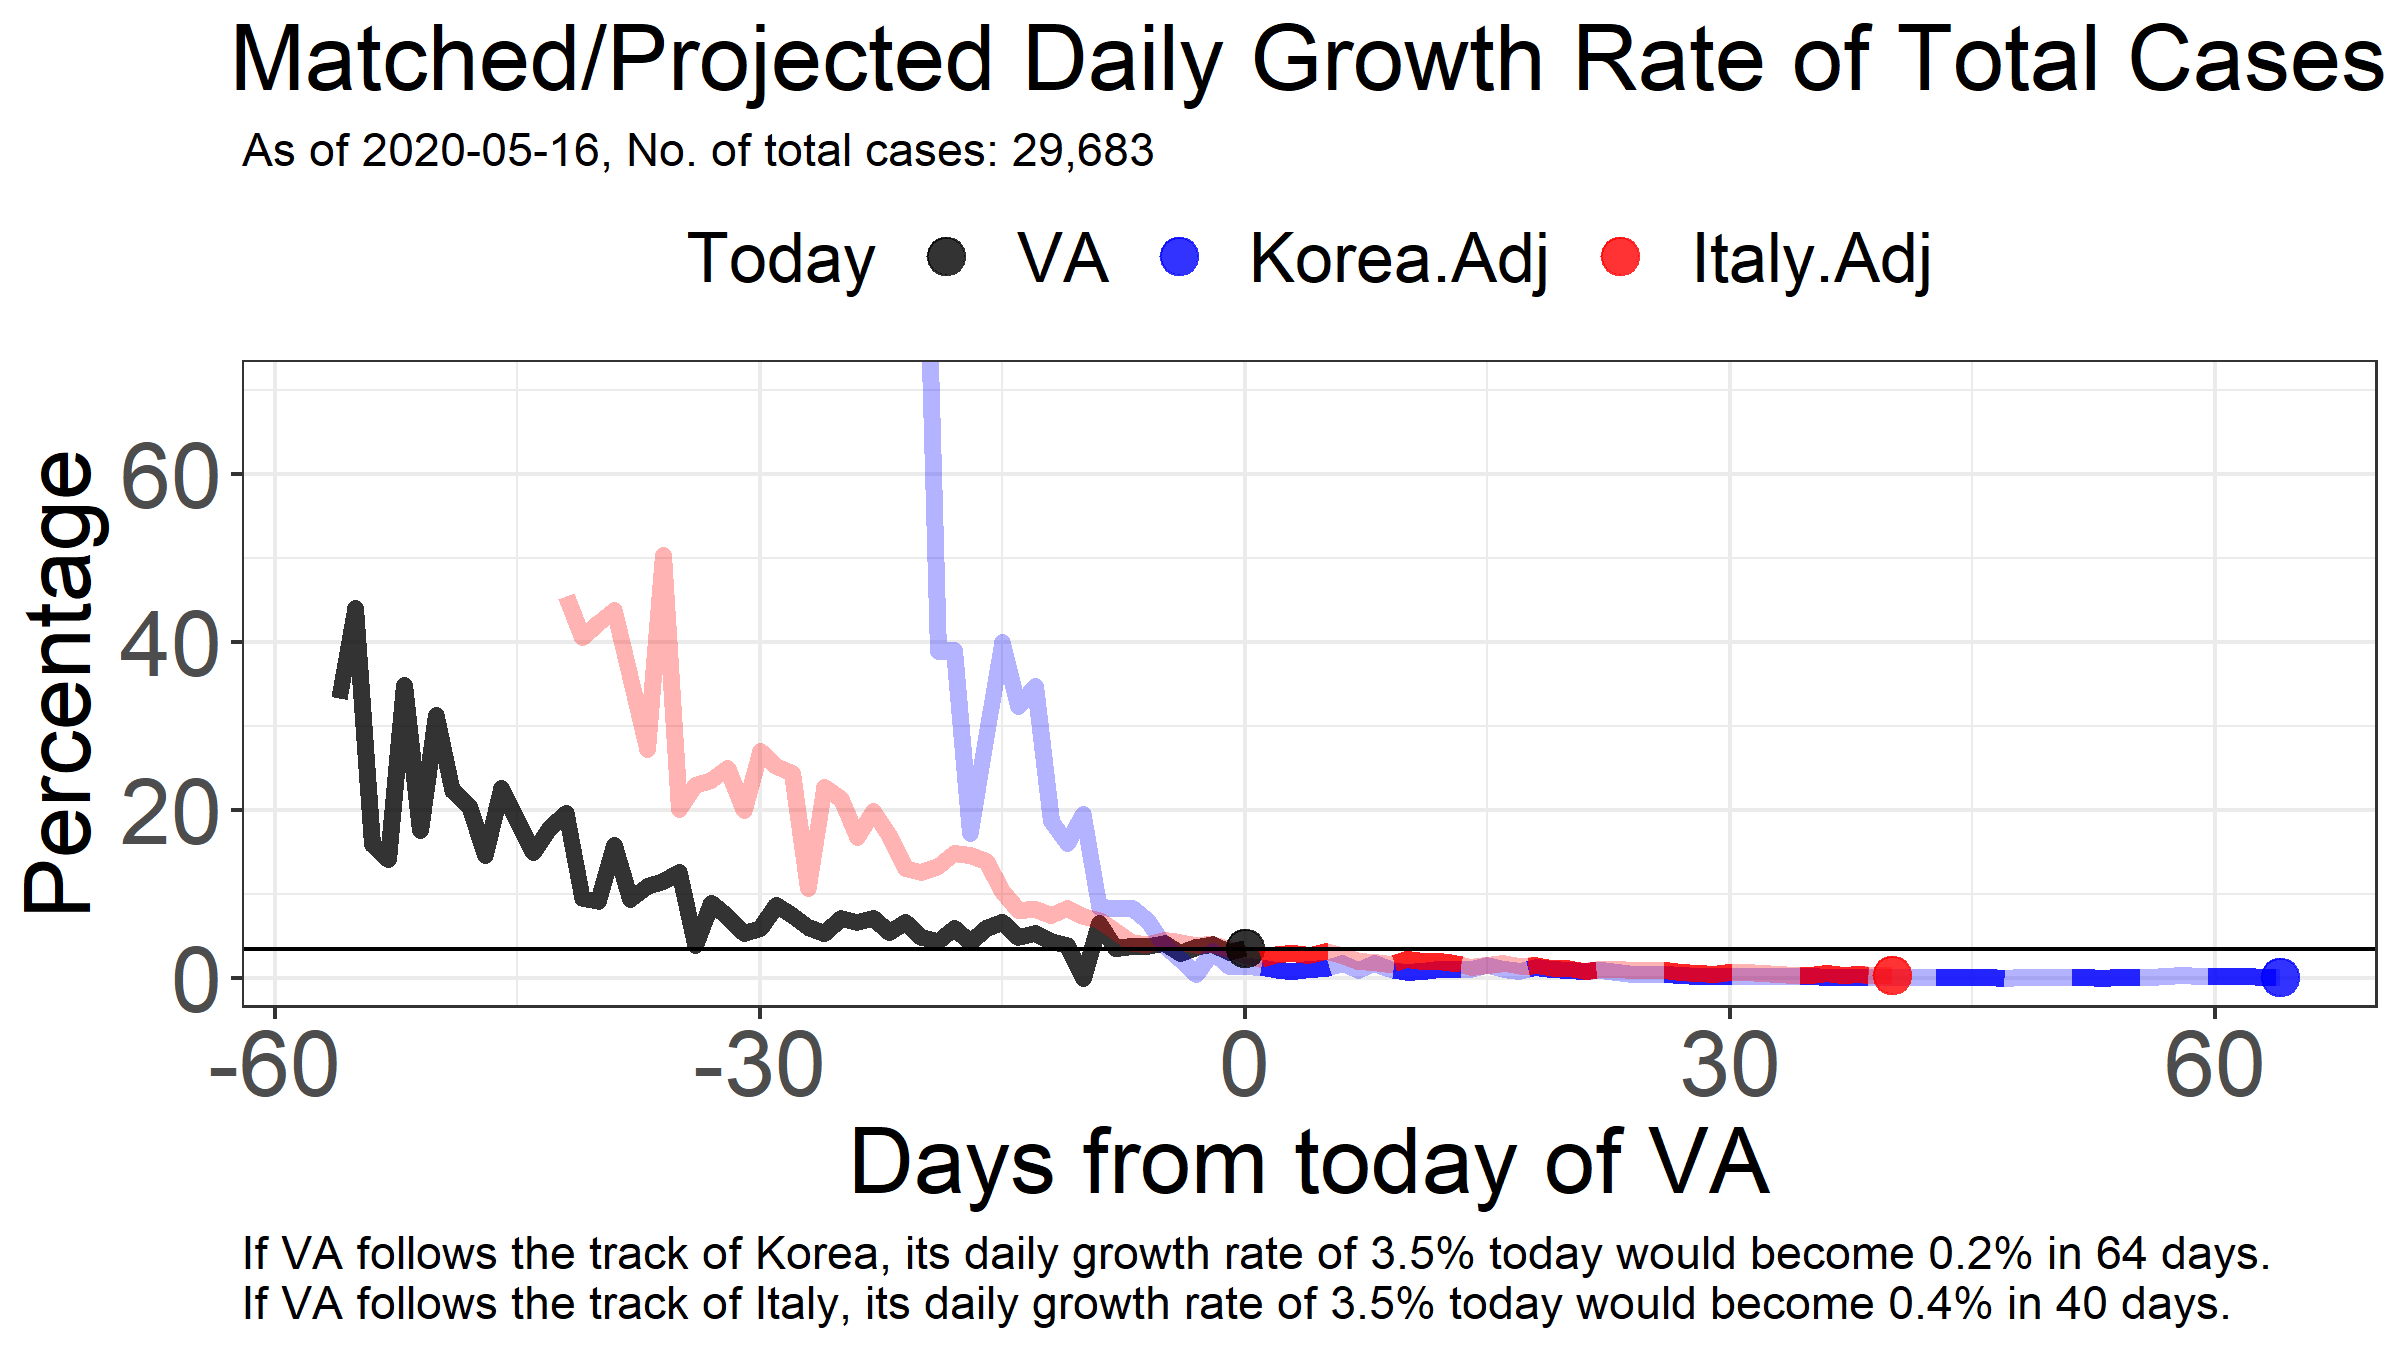 Matched/Projected Daily Growth Rate of Total Cases
As of 2020-05-16, No. of total cases: 29,683
Today VA Korea.Adj Italy.Adj
Percentage
60
40
20
0
-60 -30 0 30 60
Days from today of VA
If VA follows the track of Korea, its daily growth rate of 3.5% today would become 0.2% in 64 days.
If VA follows the track of Italy, its daily growth rate of 3.5% today would become 0.4% in 40 days.